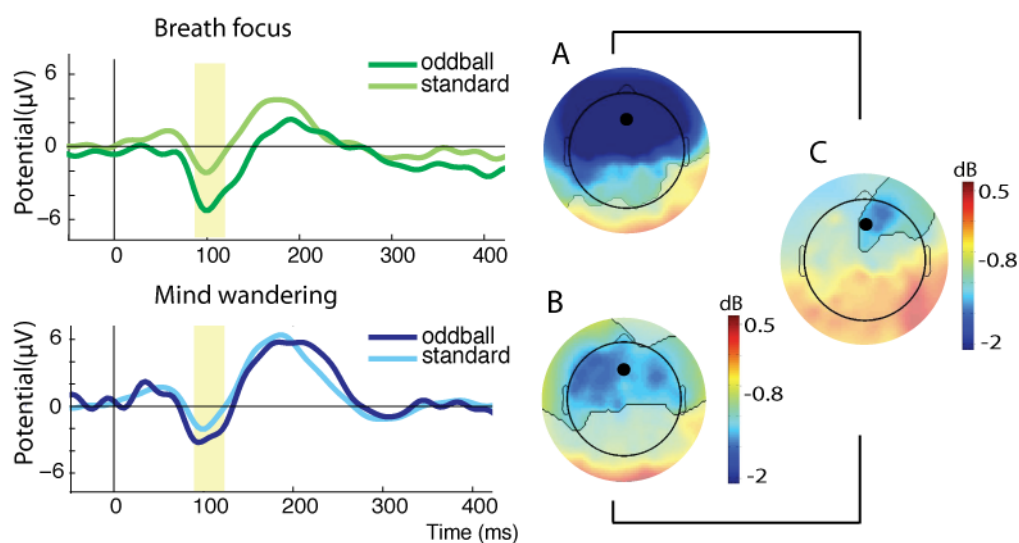 Breath focus
oddball
standard
Potential(µV)
6
0
−6
0 100 200 300 400
Mind wandering
oddball
standard
Potential(µV)
6
0
−6
0 100 200 300 400
Time (ms)
A
B
dB
0.5
-0.8
-2
C
dB
0.5
-0.8
-2